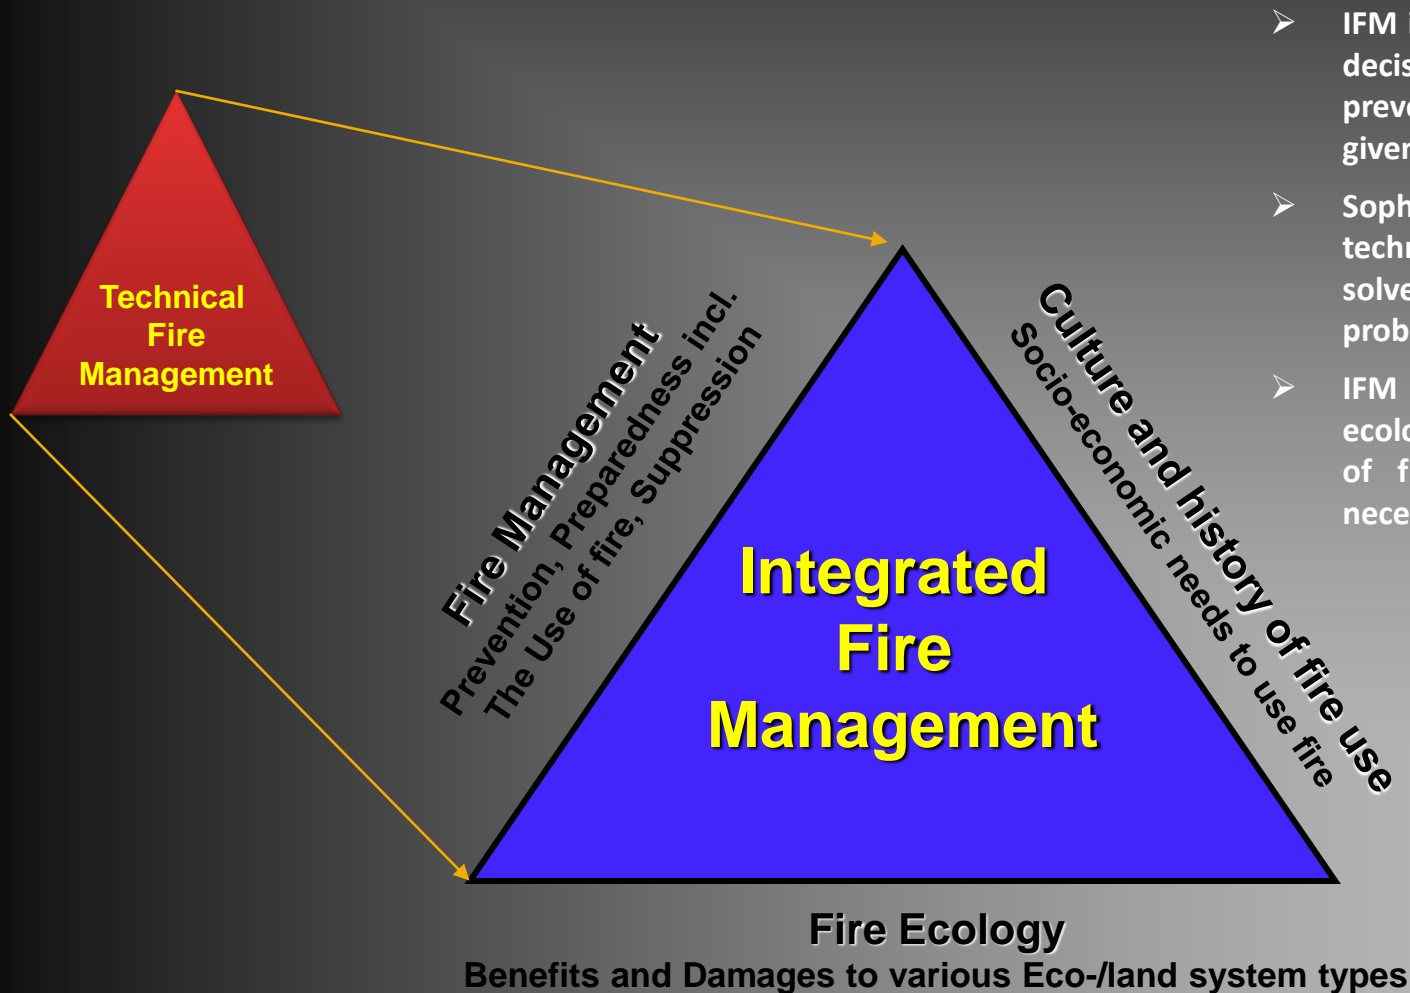 Technical
Fire
Management
Fire Management
Prevention, Preparedness incl.
The Use of fire, Suppression
Integrated
Fire
Management
Culture and history of fire use
Socio-economic needs to use fire
Fire Ecology
Benefits and Damages to various Eco-/land system types
➢ IFM
➢ IFM
of